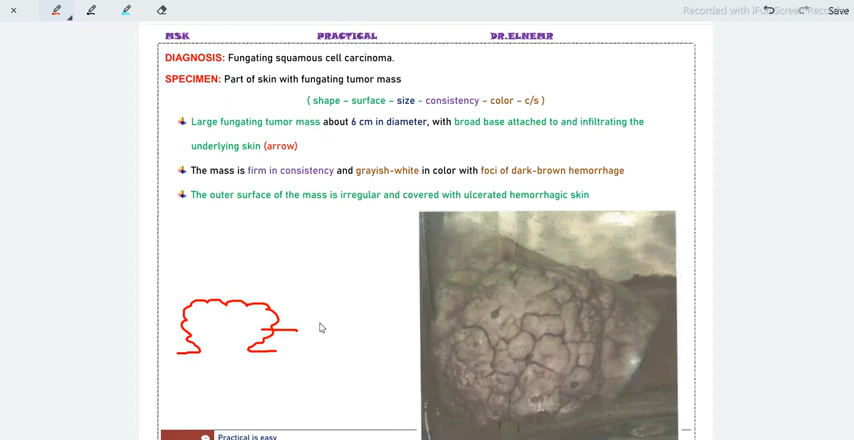 Recorded with iFun Screen Recorder
Save
MSK PRACTICAL DR.ELNEMR
DIAGNOSIS: Fungating squamous cell carcinoma.
SPECIMEN: Part of skin with fungating tumor mass
( shape – surface – size - consistency – color – c/s )
Large fungating tumor mass about 6 cm in diameter, with broad base attached to and infiltrating the
underlying skin (arrow)
The mass is firm in consistency and grayish-white in color with foci of dark-brown hemorrhage
The outer surface of the mass is irregular and covered with ulcerated hemorrhagic skin
Practical is easy